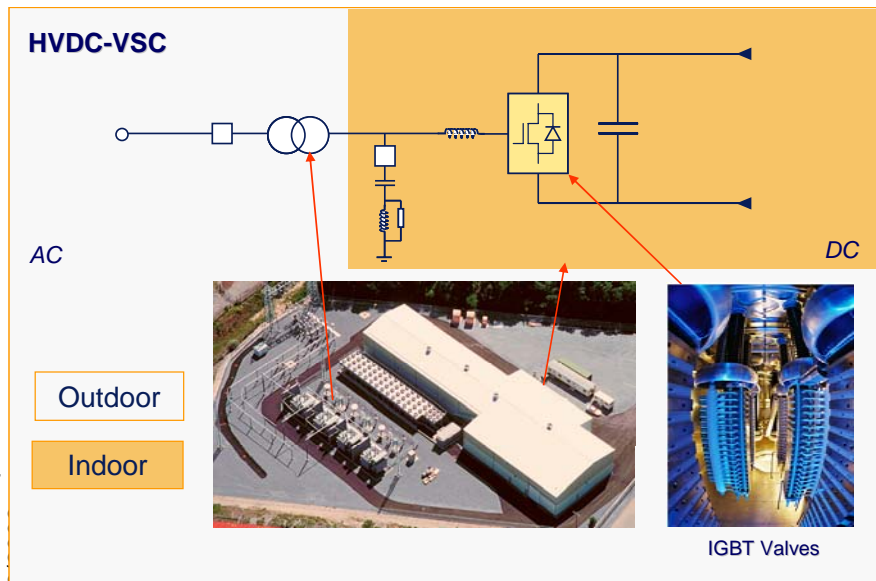 HVDC-VSC
AC
DC
Outdoor
Indoor
IGBT Valves